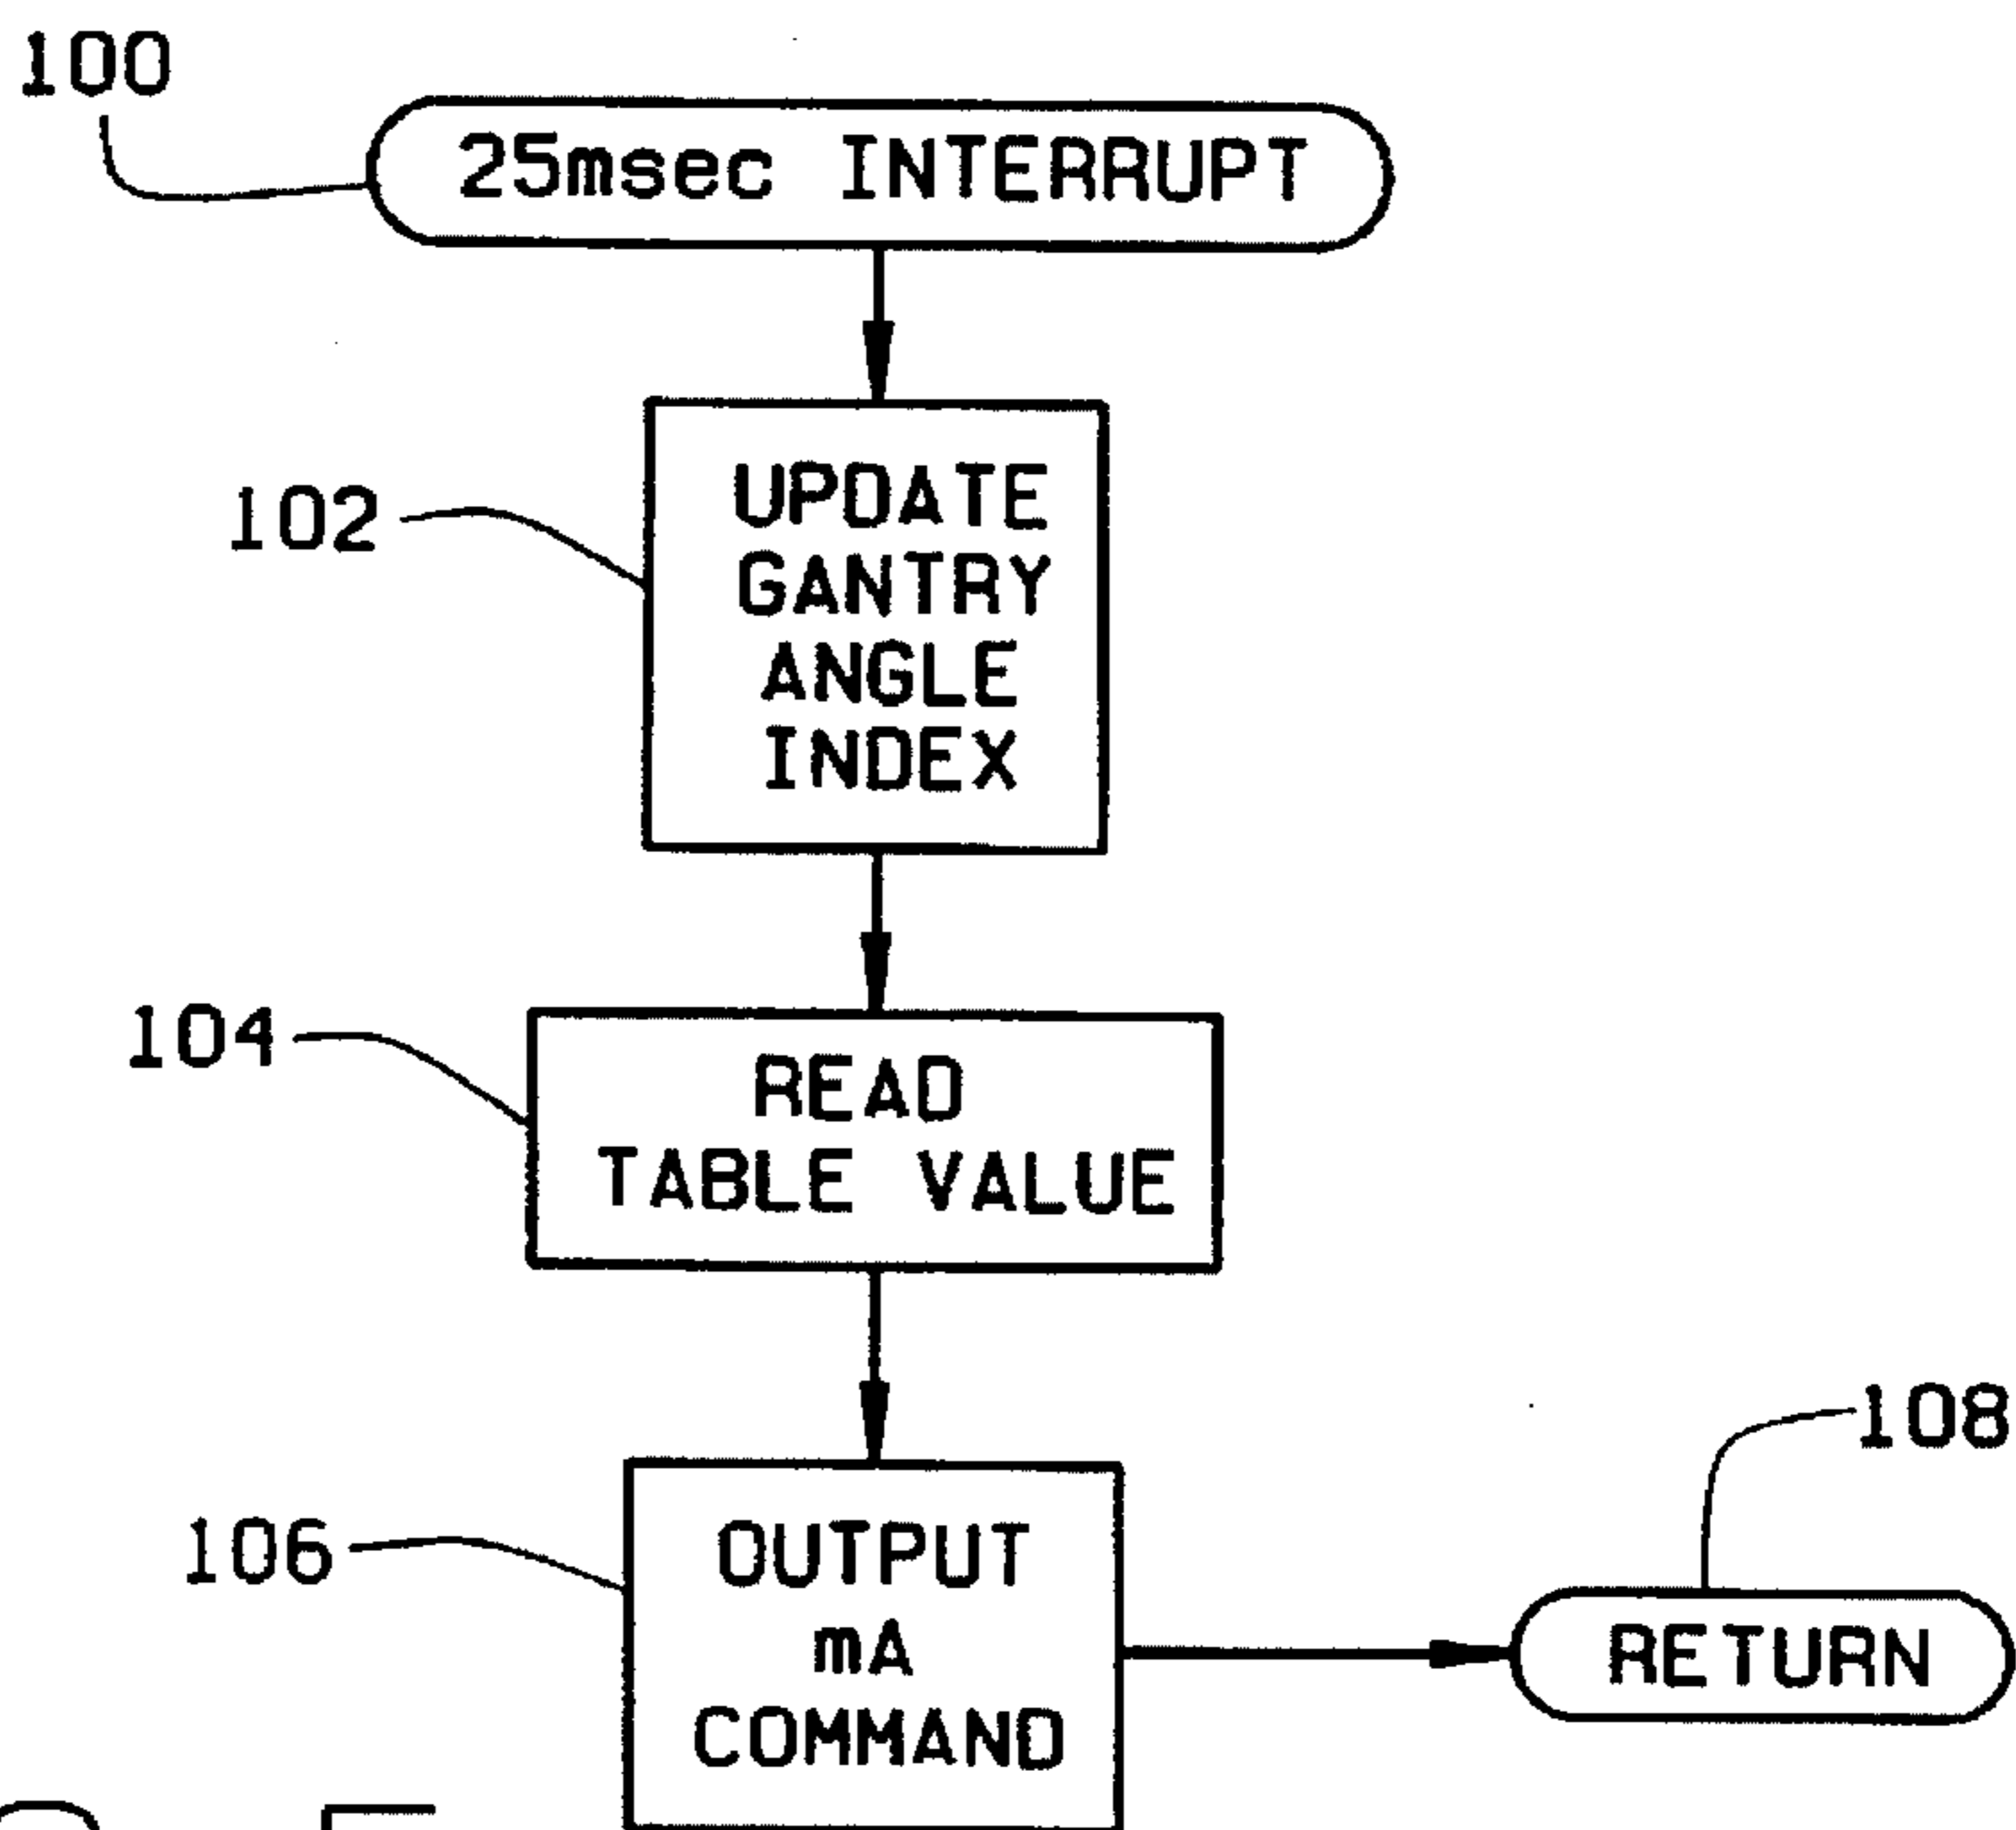 100
25msec INTERRUPT
102
UPDATE
GANTRY
ANGLE
INDEX
104
READ
TABLE VALUE
106
OUTPUT
mA
COMMAND
108
RETURN